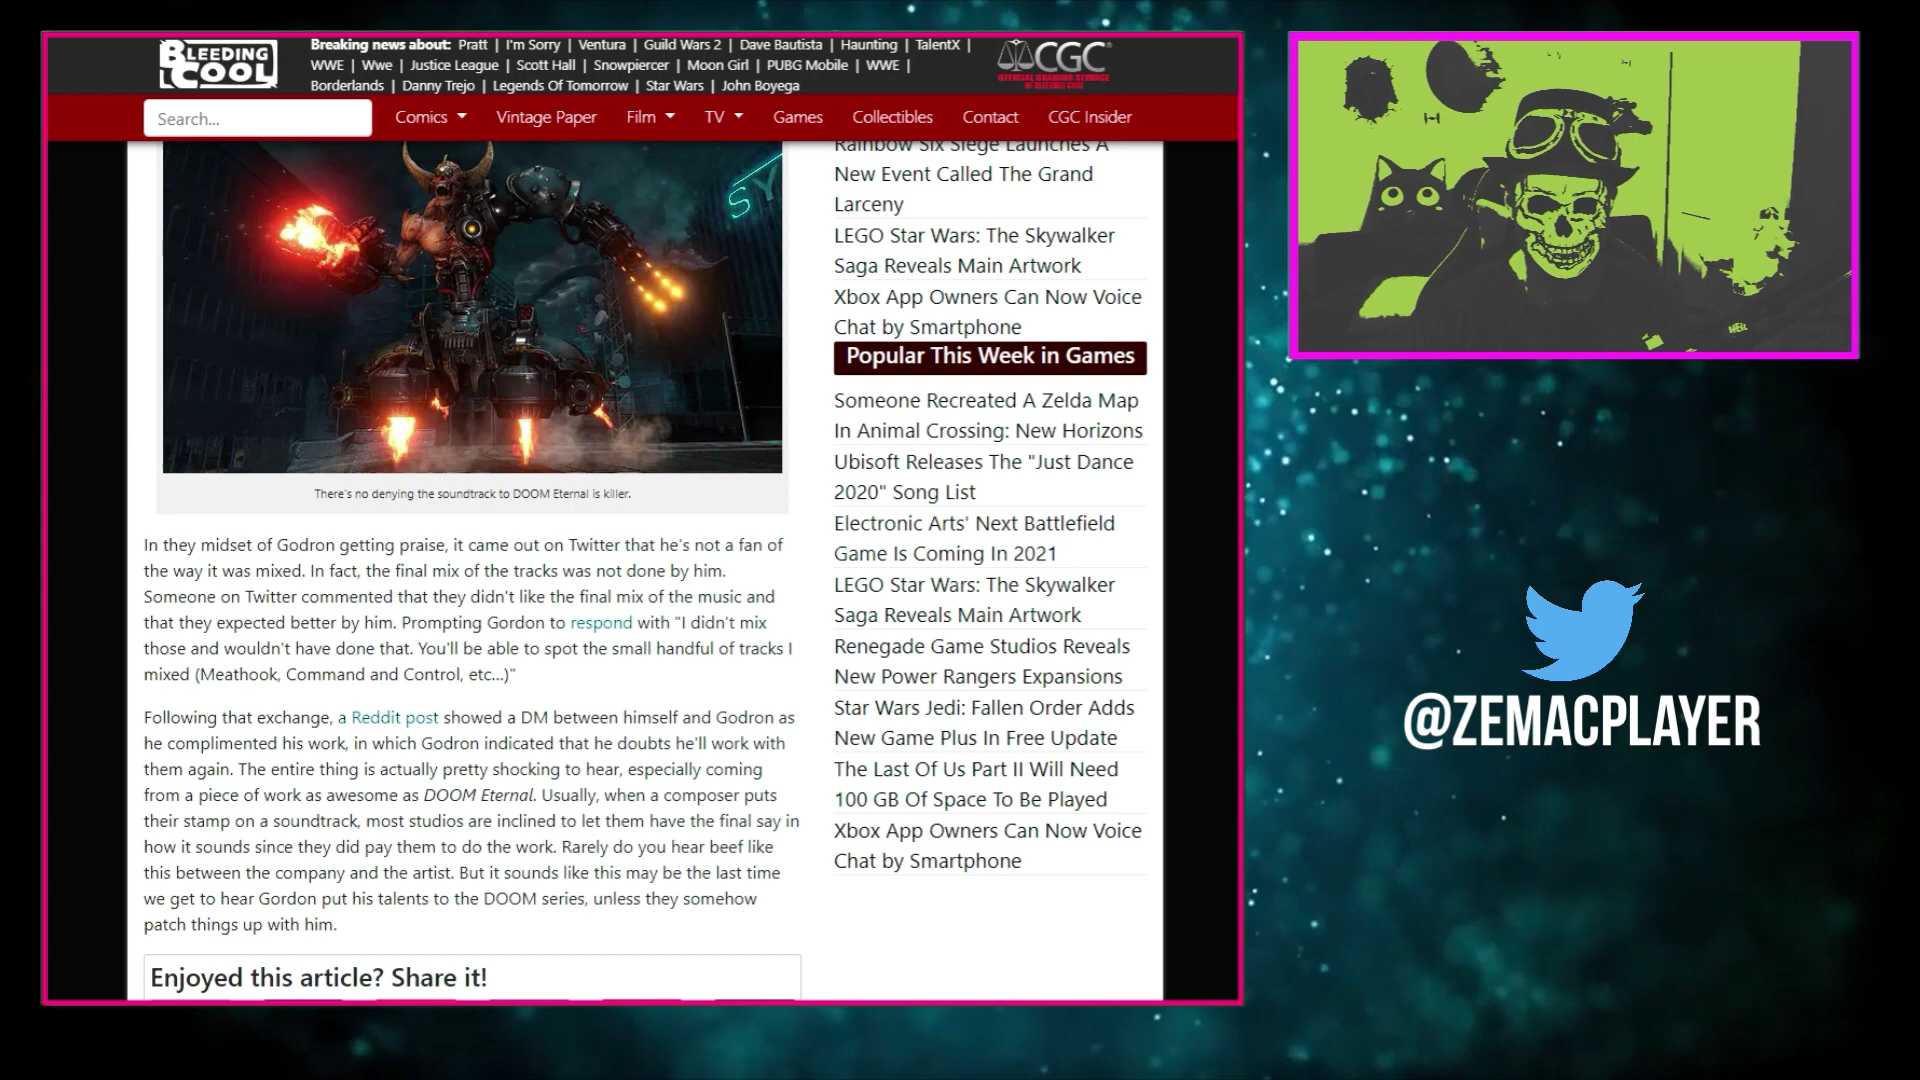 BLEEDING COOL
Breaking news about: Pratt | I'm Sorry | Ventura | Guild Wars 2 | Dave Bautista | Haunting | TalentX |
WWE | Wwe | Justice League | Scott Hall | Snowpiercer | Moon Girl | PUBG Mobile | WWE |
Borderlands | Danny Trejo | Legends Of Tomorrow | Star Wars | John Boyega
CGC
OFFICIAL GRADING SERVICE
OF BLEEDING COOL
Search...
Comics
Vintage Paper
Film
TV
Games
Collectibles
Contact
CGC Insider
SY
There's no denying the soundtrack to DOOM Eternal is killer.
In they midset of Godron getting praise, it came out on Twitter that he's not a fan of
the way it was mixed. In fact, the final mix of the tracks was not done by him.
Someone on Twitter commented that they didn't like the final mix of the music and
that they expected better by him. Prompting Gordon to respond with "I didn't mix
those and wouldn't have done that. You'll be able to spot the small handful of tracks I
mixed (Meathook, Command and Control, etc...)"
Following that exchange, a Reddit post showed a DM between himself and Godron as
he complimented his work, in which Godron indicated that he doubts he'll work with
them again. The entire thing is actually pretty shocking to hear, especially coming
from a piece of work as awesome as DOOM Eternal. Usually, when a composer puts
their stamp on a soundtrack, most studios are inclined to let them have the final say in
how it sounds since they did pay them to do the work. Rarely do you hear beef like
this between the company and the artist. But it sounds like this may be the last time
we get to hear Gordon put his talents to the DOOM series, unless they somehow
patch things up with him.
Enjoyed this article? Share it!
Rainbow Six Siege Launches A
New Event Called The Grand
Larceny
LEGO Star Wars: The Skywalker
Saga Reveals Main Artwork
Xbox App Owners Can Now Voice
Chat by Smartphone
Popular This Week in Games
Someone Recreated A Zelda Map
In Animal Crossing: New Horizons
Ubisoft Releases The "Just Dance
2020" Song List
Electronic Arts' Next Battlefield
Game Is Coming In 2021
LEGO Star Wars: The Skywalker
Saga Reveals Main Artwork
Renegade Game Studios Reveals
New Power Rangers Expansions
Star Wars Jedi: Fallen Order Adds
New Game Plus In Free Update
The Last Of Us Part II Will Need
100 GB Of Space To Be Played
Xbox App Owners Can Now Voice
Chat by Smartphone
@ZEMACPLAYER